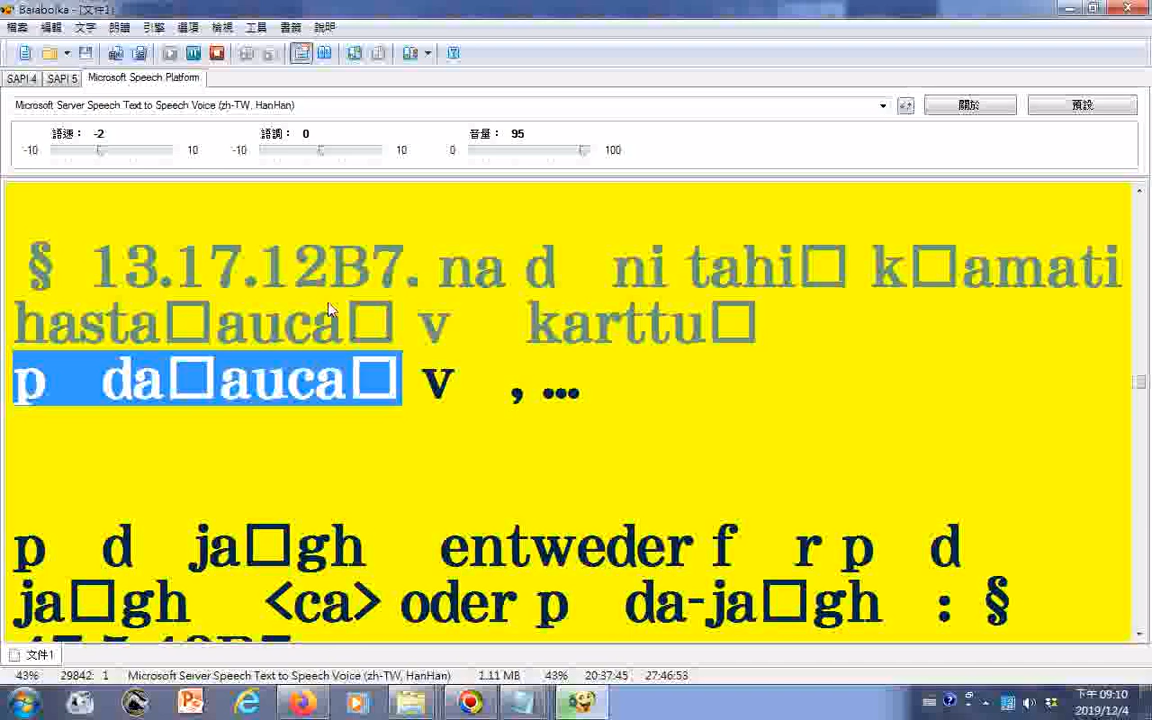 Balabolka - [文件1]
檔案 編輯 文字 朗讀 引擎 選項 檢視 工具 書籤 說明
SAPI 4 SAPI 5 Microsoft Speech Platform
Microsoft Server Speech Text to Speech Voice (zh-TW, HanHan) 關於 預設
語速: -2 語調: 0 音量: 95
-10 10 -10 10 0 100
§ 13.17.12B7. na d ni tahi□ k□amati
hasta□auca□ v karttu□
p da□auca□ v , ...
p d ja□gh entweder f r p d
ja□gh <ca> oder p da-ja□gh : §
文件1
43% 29842: 1 Microsoft Server Speech Text to Speech Voice (zh-TW, HanHan) 1.11 MB 43% 20:37:45 27:46:53
下午 09:10
2019/12/4